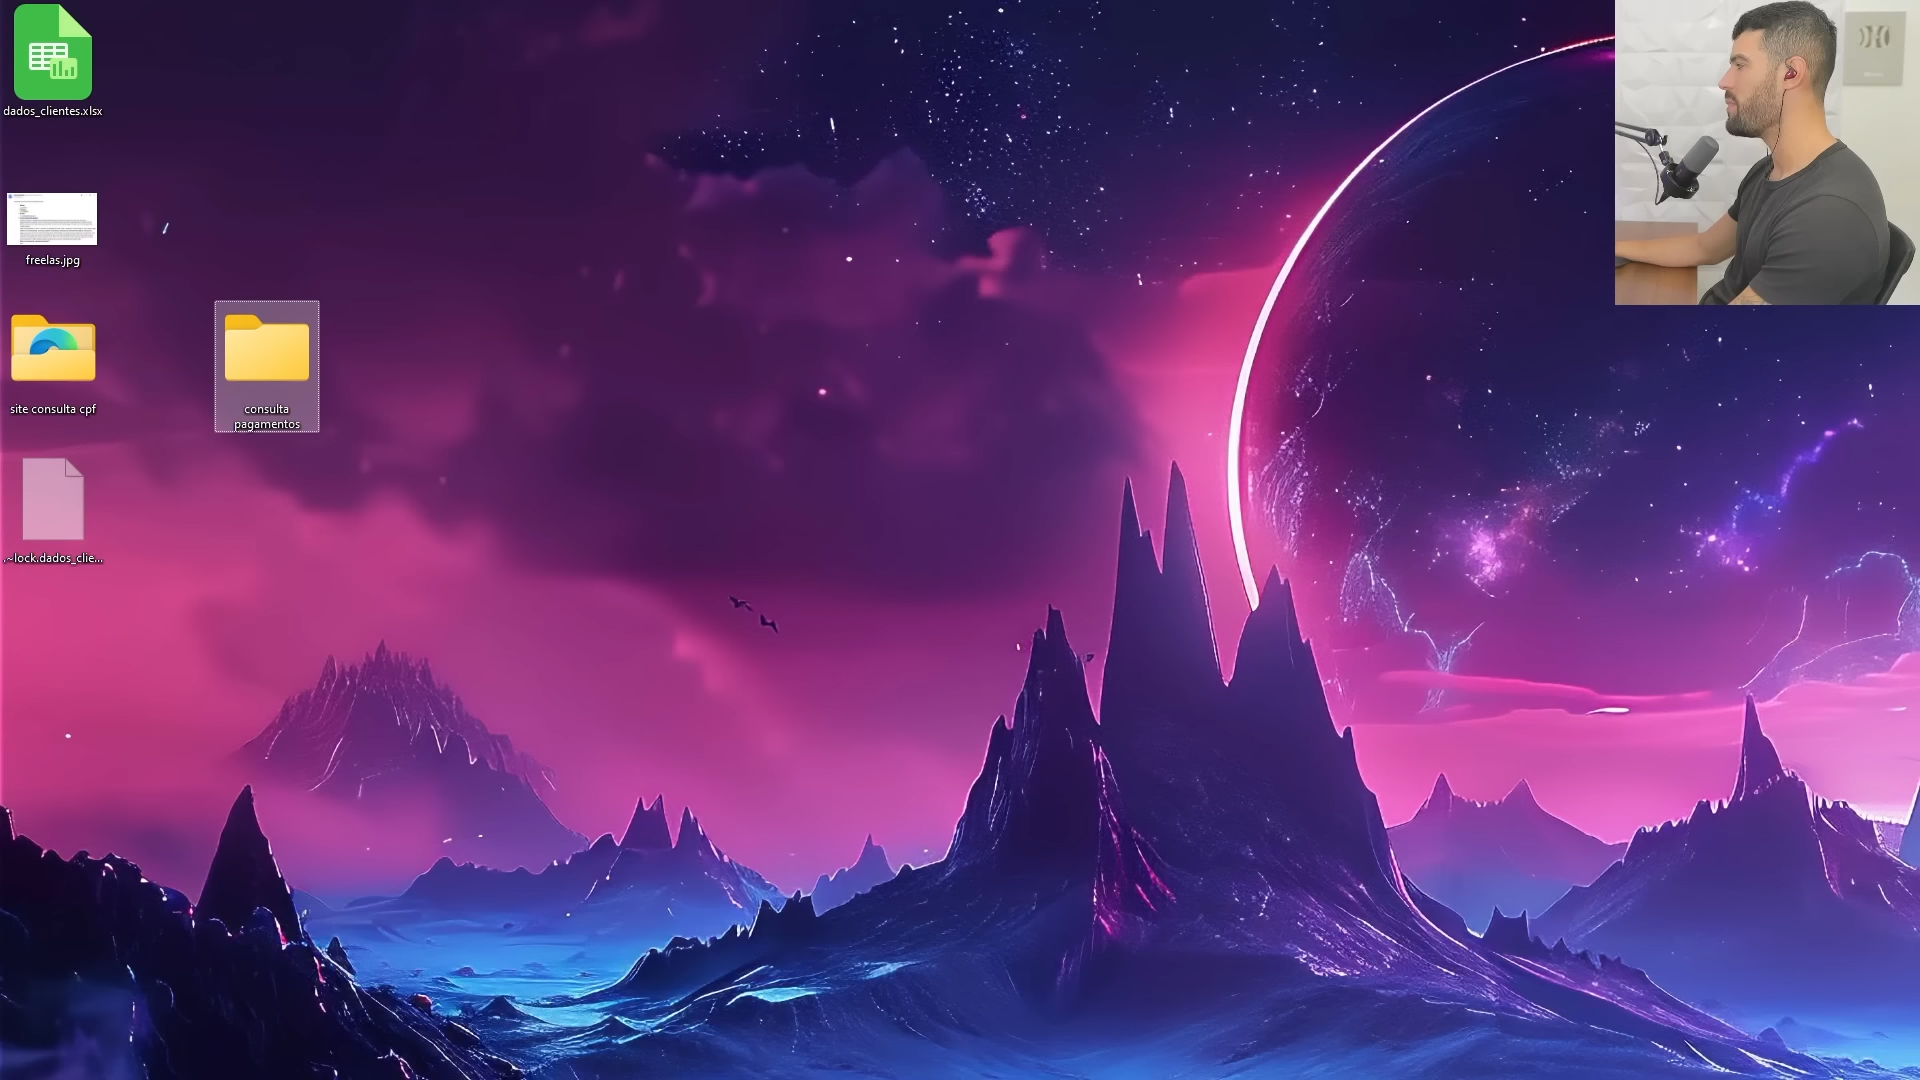 dados_clientes.xlsx
freelas.jpg
site consulta cpf
consulta
pagamentos
.~lock.dados_clie...